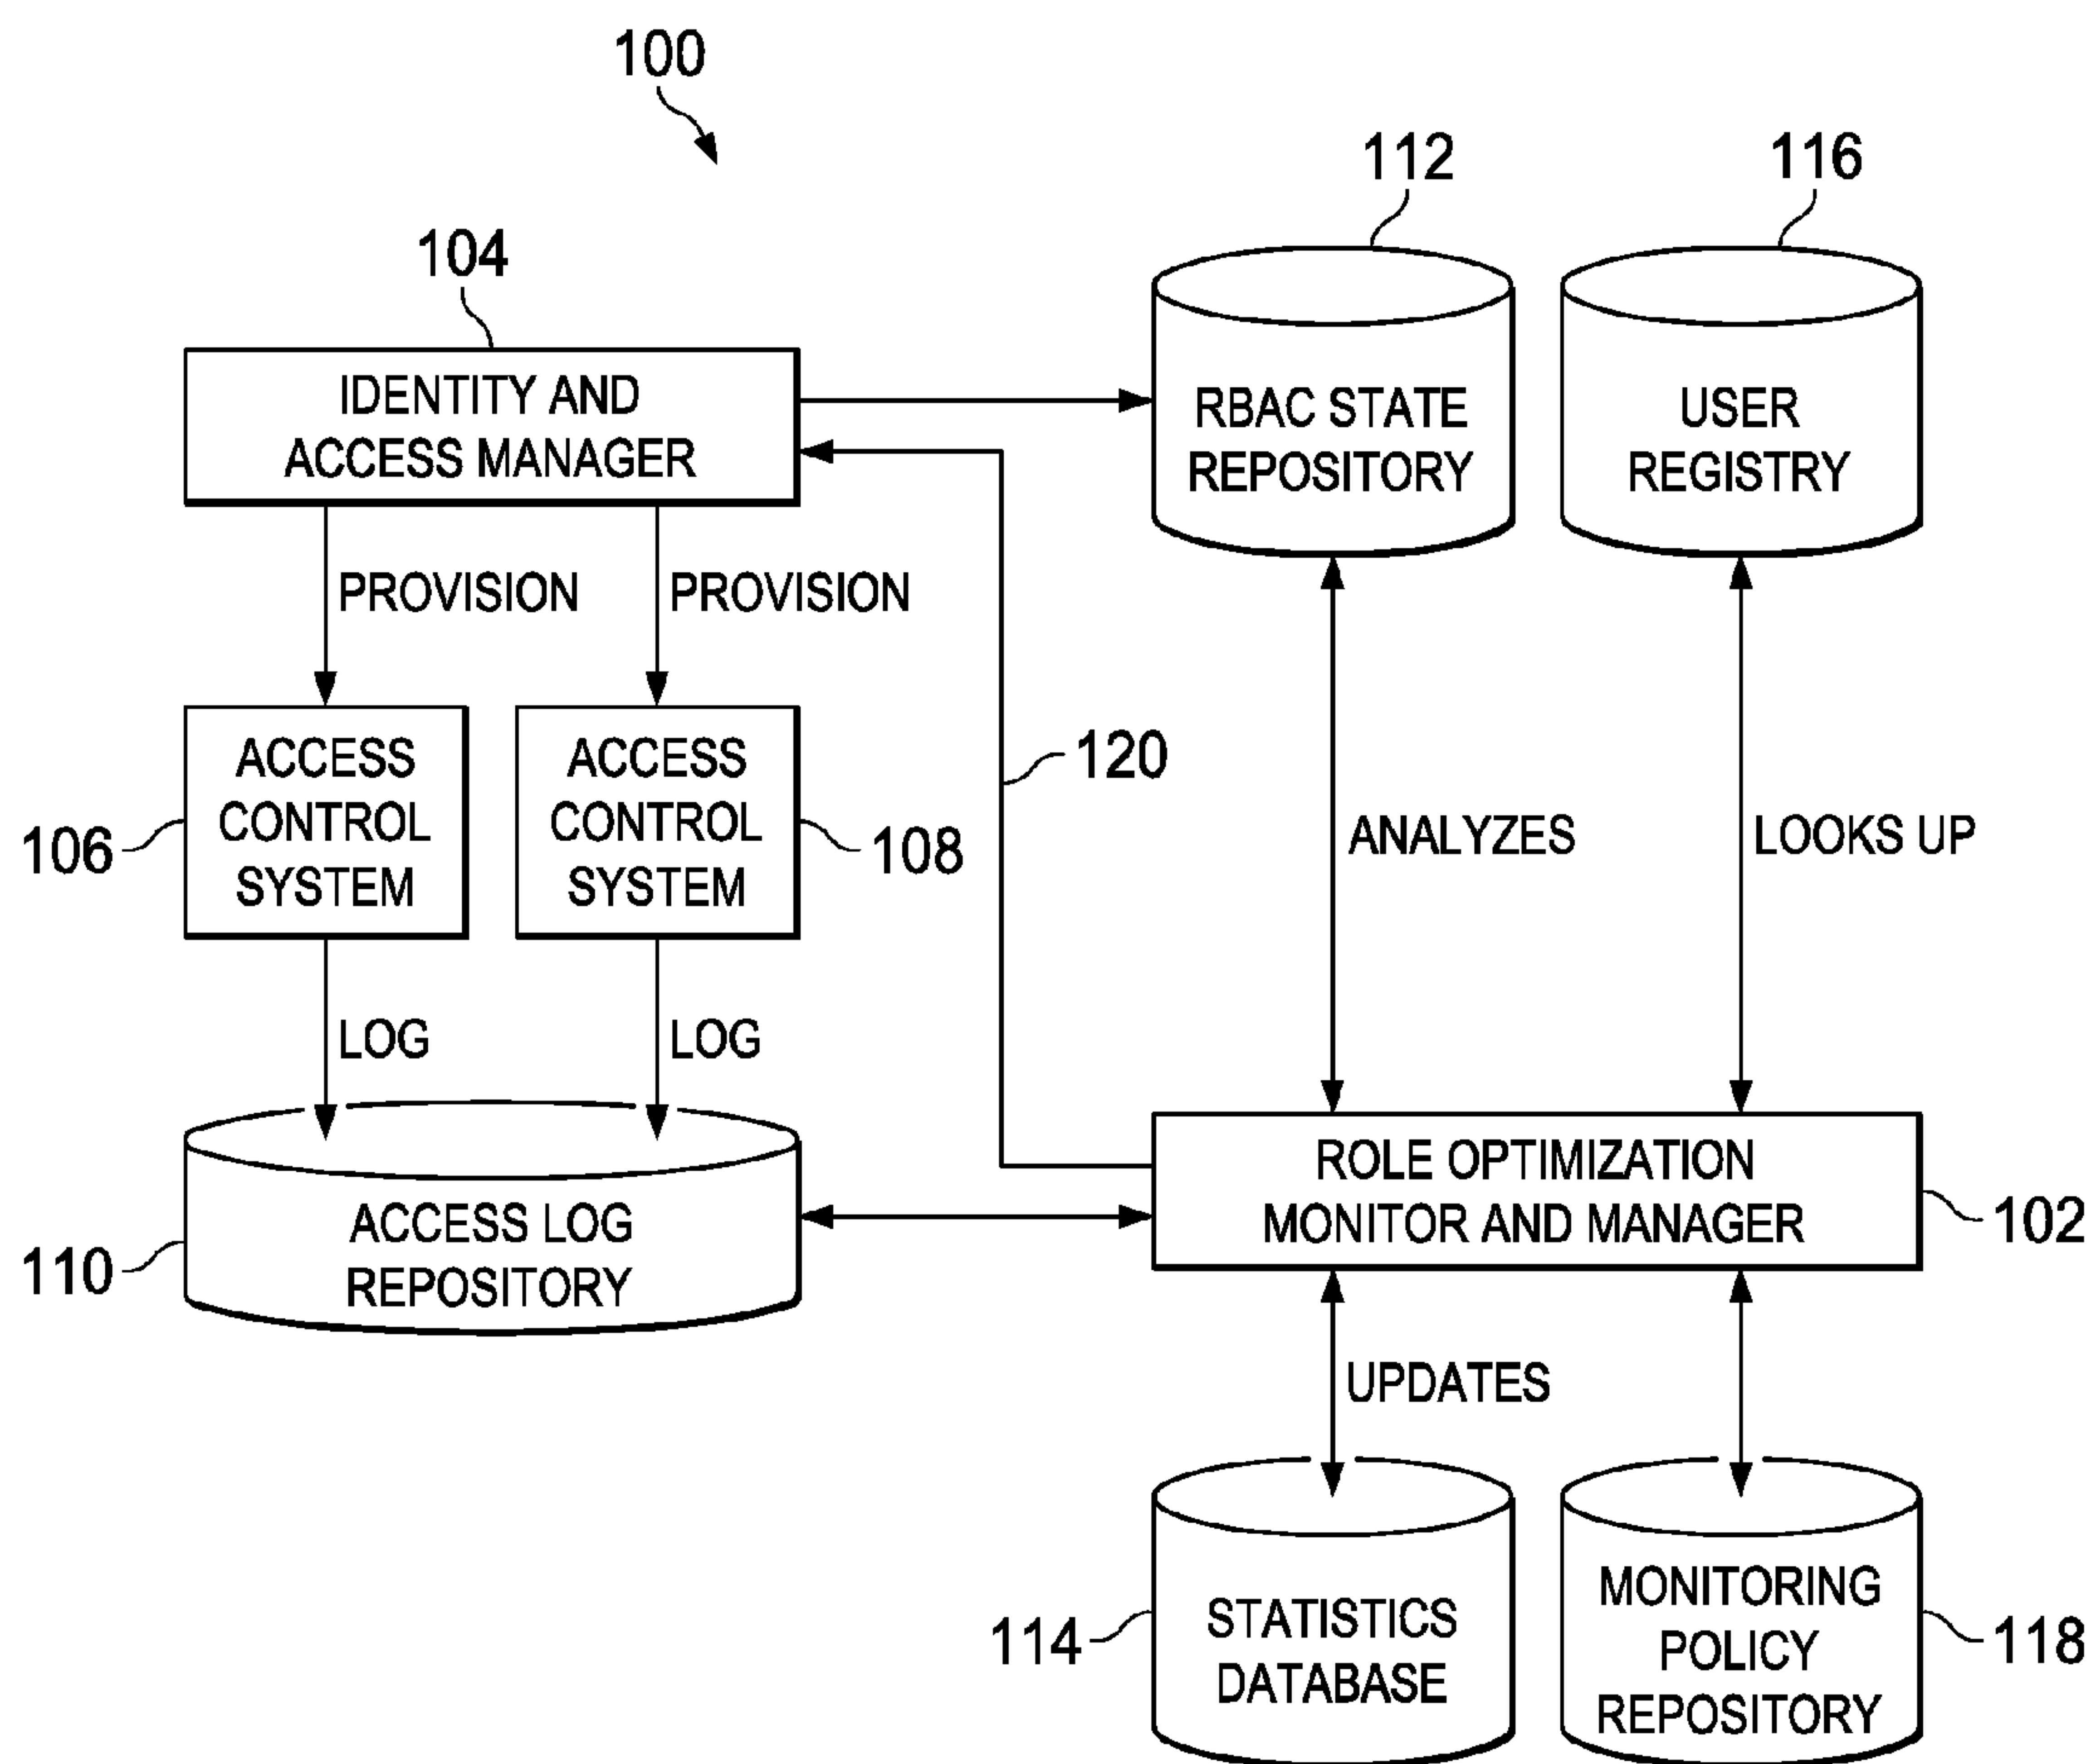 100
112
116
104
IDENTITY AND
ACCESS MANAGER
RBAC STATE
REPOSITORY
USER
REGISTRY
PROVISION
PROVISION
ACCESS
CONTROL
SYSTEM
106
ACCESS
CONTROL
SYSTEM
108
120
ANALYZES
LOOKS UP
LOG
LOG
ACCESS LOG
REPOSITORY
110
ROLE OPTIMIZATION
MONITOR AND MANAGER
102
UPDATES
STATISTICS
DATABASE
114
MONITORING
POLICY
REPOSITORY
118